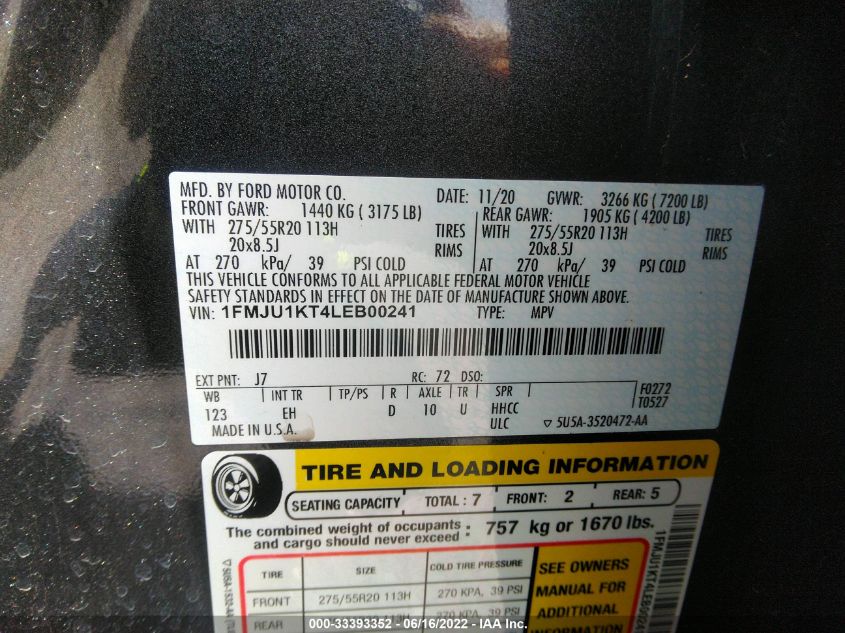 MFD. BY FORD MOTOR CO. DATE: 11/20 GVWR: 3266 KG ( 7200 LB)
FRONT GAWR: 1440 KG ( 3175 LB) REAR GAWR: 1905 KG ( 4200 LB)
WITH 275/55R20 113H TIRES WITH 275/55R20 113H TIRES
20x8.5J RIMS 20x8.5J RIMS
AT 270 kPa/ 39 PSI COLD AT 270 kPa/ 39 PSI COLD
THIS VEHICLE CONFORMS TO ALL APPLICABLE FEDERAL MOTOR VEHICLE
SAFETY STANDARDS IN EFFECT ON THE DATE OF MANUFACTURE SHOWN ABOVE.
VIN: 1FMJU1KT4LEB00241 TYPE: MPV
EXT PNT: J7 RC: 72 DSO:
WB INT TR TP/PS R AXLE TR SPR F0272
123 EH D 10 U HHCC T0527
MADE IN U.S.A. ULC ▽ 5U5A-3520472-AA
TIRE AND LOADING INFORMATION
SEATING CAPACITY TOTAL : 7 FRONT: 2 REAR: 5
The combined weight of occupants and cargo should never exceed : 757 kg or 1670 lbs.
TIRE SIZE COLD TIRE PRESSURE
FRONT 275/55R20 113H 270 KPA, 39 PSI
REAR
SEE OWNERS
MANUAL FOR
ADDITIONAL
INFORMATION
000-33393352 - 06/16/2022 - IAA Inc.